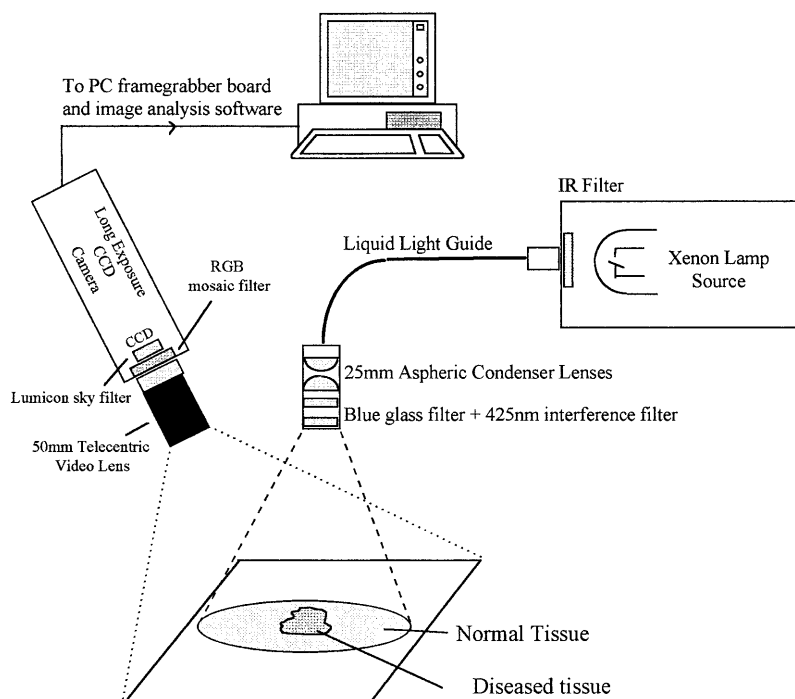 To PC framegrabber board
and image analysis software
IR Filter
Xenon Lamp
Source
Liquid Light Guide
Long Exposure
CCD
Camera
RGB
mosaic filter
CCD
Lumicon sky filter
50mm Telecentric
Video Lens
25mm Aspheric Condenser Lenses
Blue glass filter + 425nm interference filter
Normal Tissue
Diseased tissue